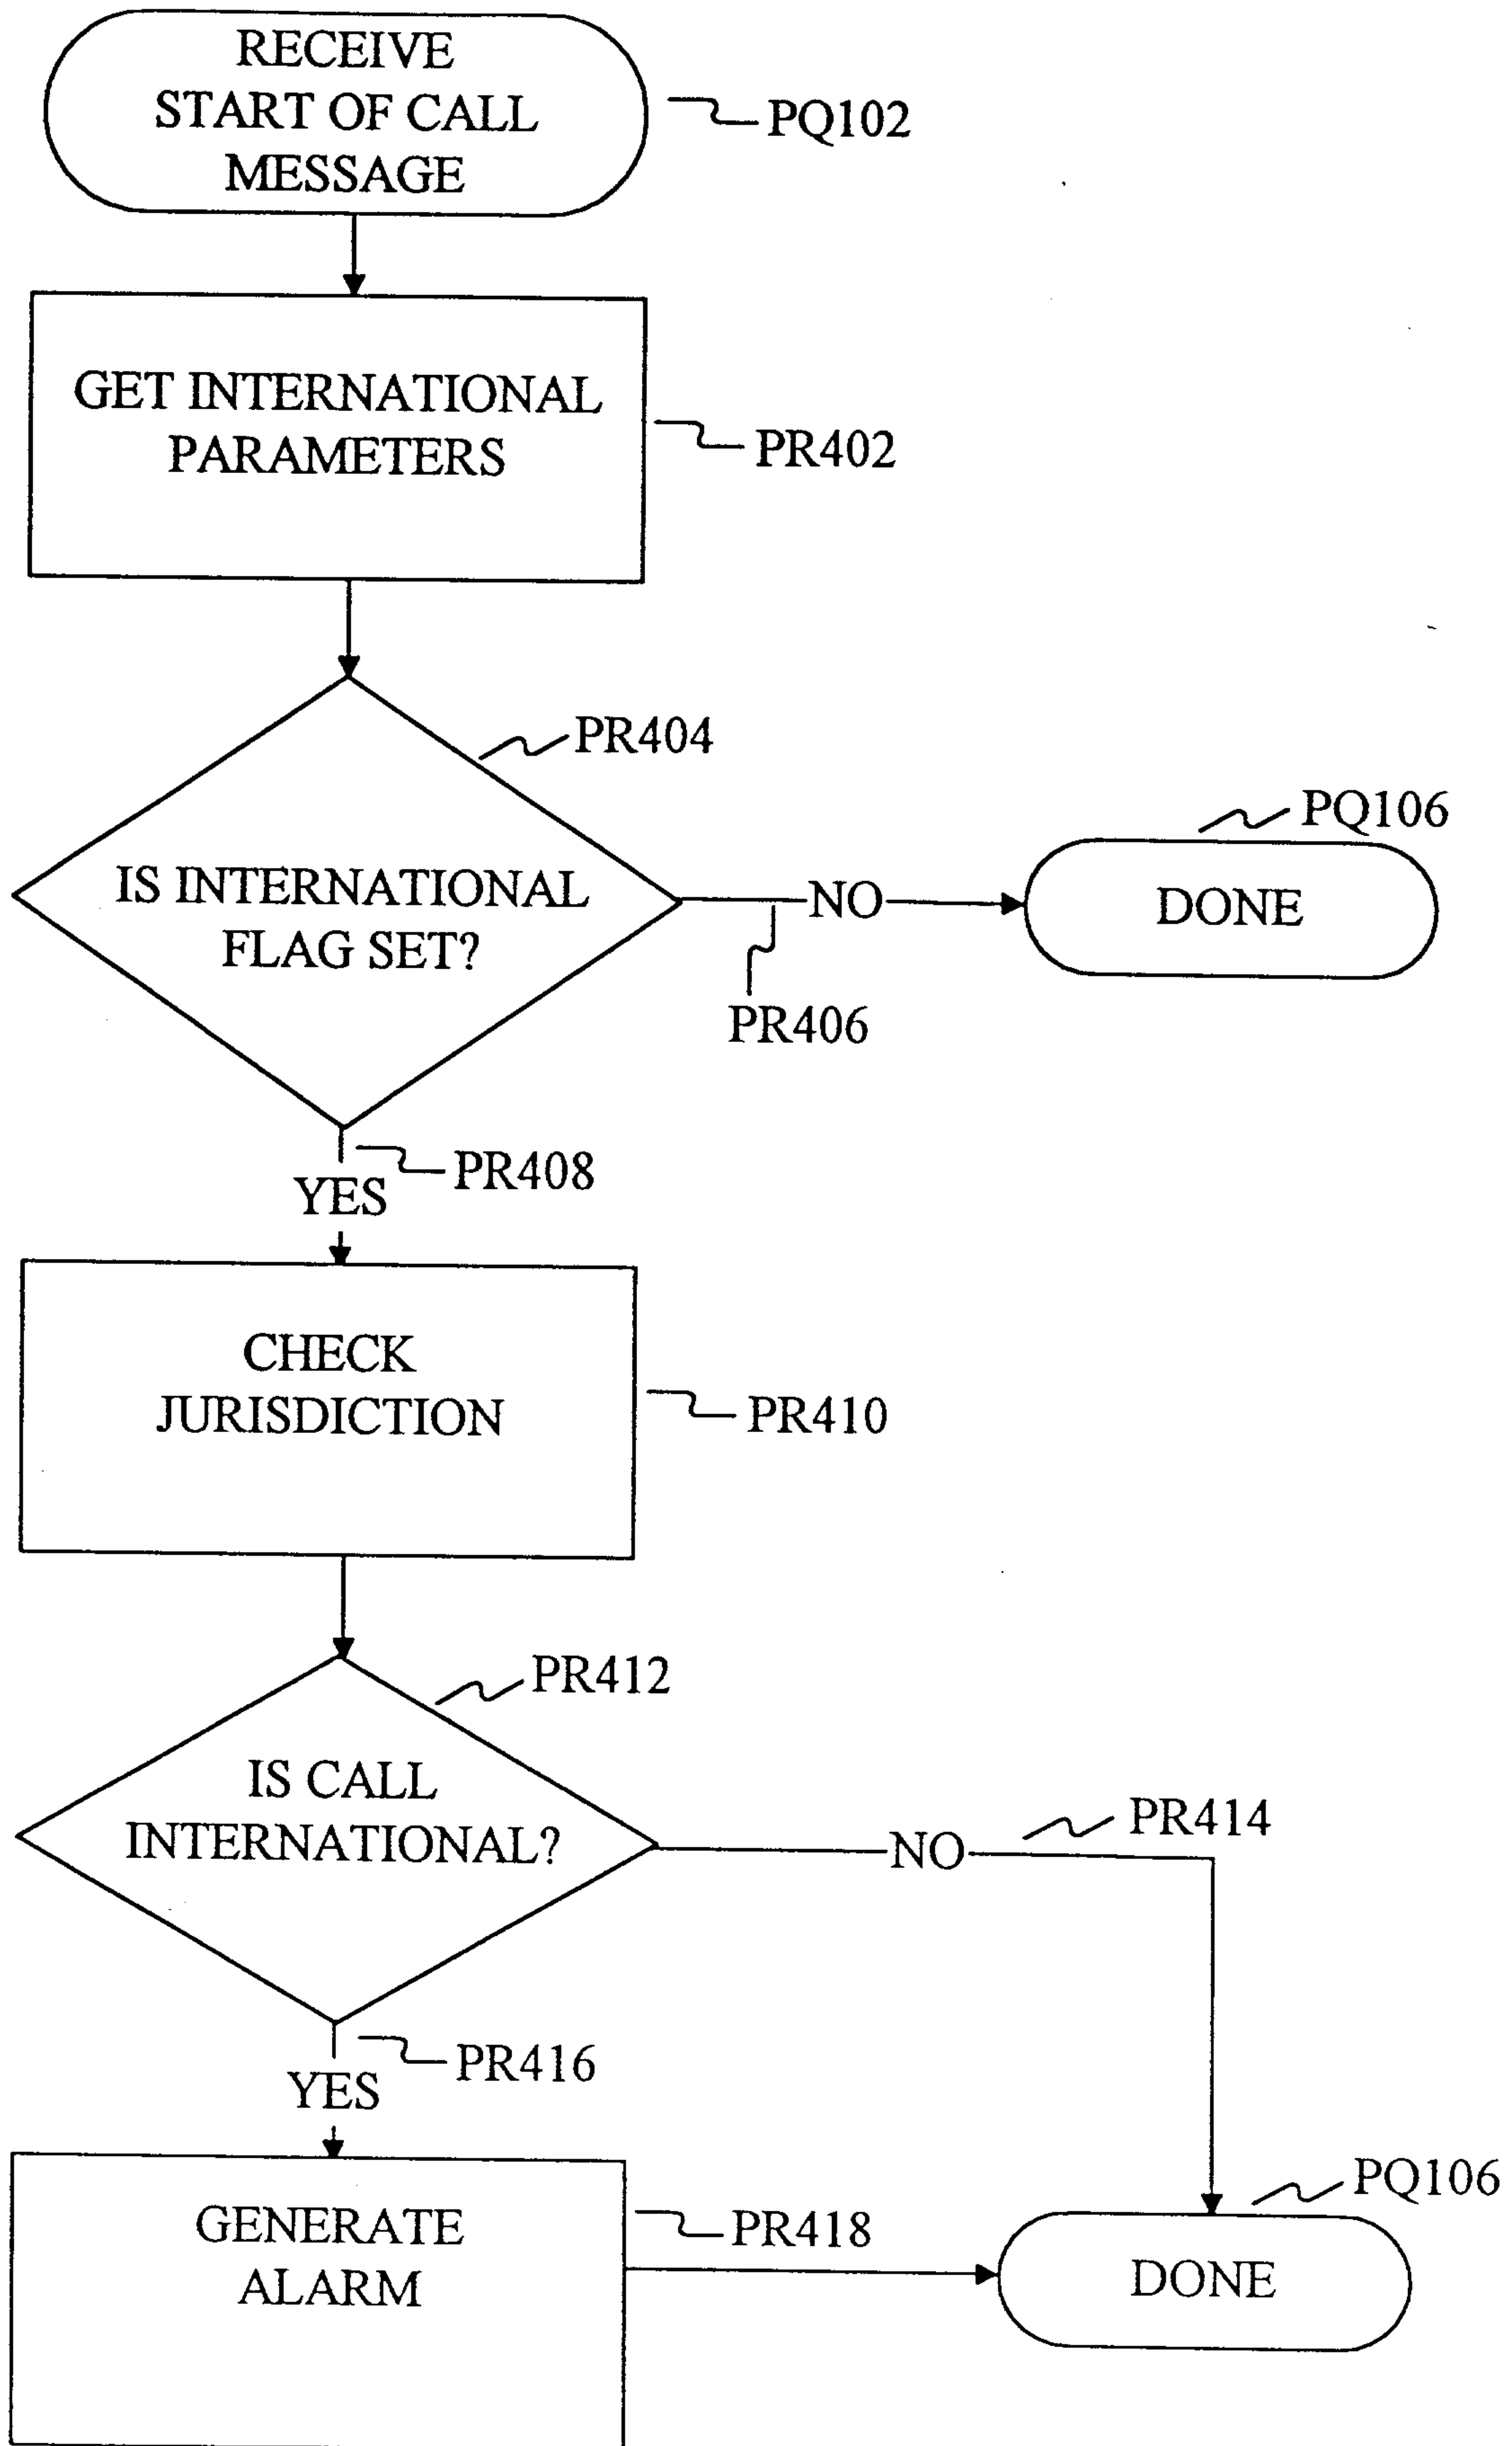 RECEIVE
START OF CALL
MESSAGE
PQ102
GET INTERNATIONAL
PARAMETERS
PR402
PR404
IS INTERNATIONAL
FLAG SET?
NO
PR406
PQ106
DONE
PR408
YES
CHECK
JURISDICTION
PR410
PR412
IS CALL
INTERNATIONAL?
NO
PR414
PR416
YES
GENERATE
ALARM
PR418
PQ106
DONE